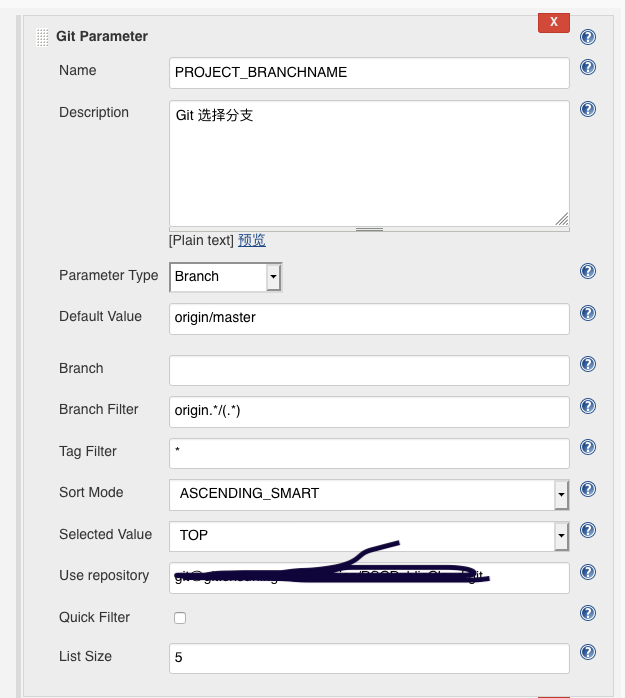 X
Git Parameter
Name
PROJECT_BRANCHNAME
Description
Git 选择分支
[Plain text] 预览
Parameter Type
Branch
Default Value
origin/master
Branch
Branch Filter
origin.*/(.*)
Tag Filter
*
Sort Mode
ASCENDING_SMART
Selected Value
TOP
Use repository
Quick Filter
List Size
5